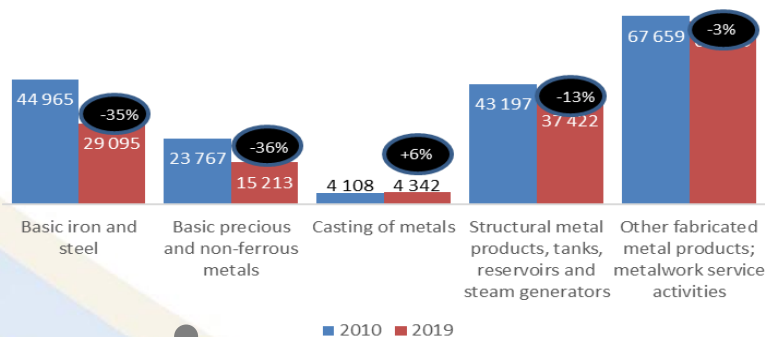 67 659
-3%
44 965
-35%
29 095
23 767
-36%
15 213
+6%
4 108
4 342
43 197
-13%
37 422
Basic iron and
steel
Basic precious
and non-ferrous
metals
Casting of metals
Structural metal
products, tanks,
reservoirs and
steam generators
Other fabricated
metal products;
metalwork service
activities
2010
2019